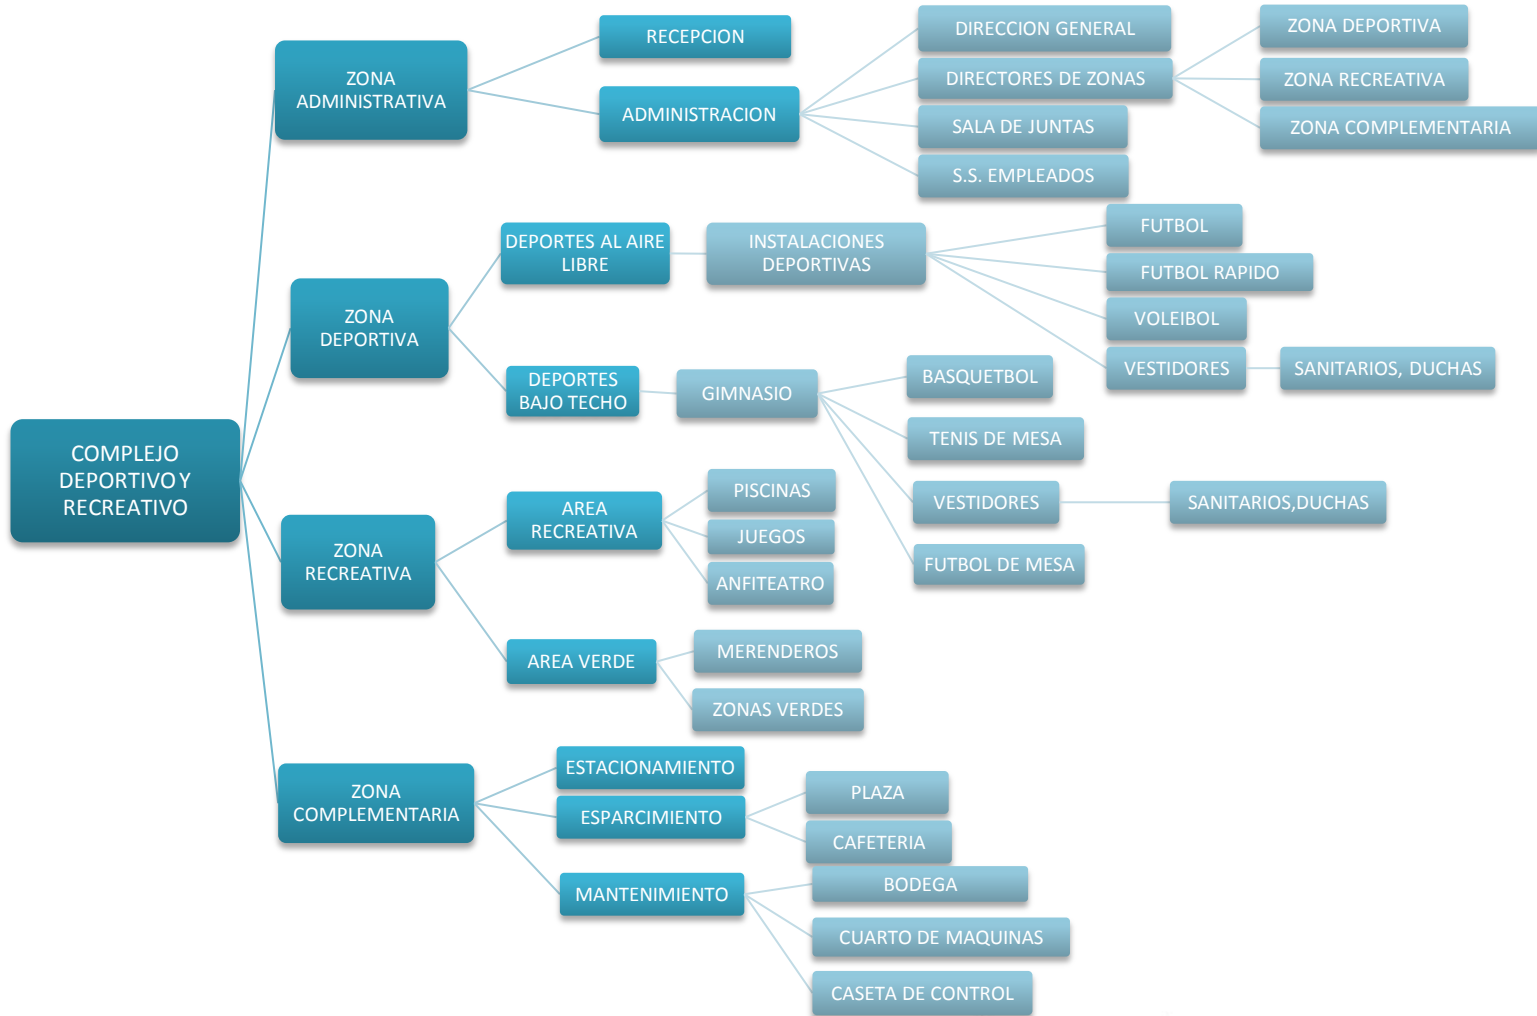 COMPLEJO
DEPORTIVO Y
RECREATIVO
ZONA
ADMINISTRATIVA
RECEPCION
ADMINISTRACION
DIRECCION GENERAL
DIRECTORES DE ZONAS
ZONA DEPORTIVA
ZONA RECREATIVA
ZONA COMPLEMENTARIA
SALA DE JUNTAS
S.S. EMPLEADOS
ZONA
DEPORTIVA
DEPORTES AL AIRE
LIBRE
INSTALACIONES
DEPORTIVAS
FUTBOL
FUTBOL RAPIDO
VOLEIBOL
VESTIDORES
SANITARIOS, DUCHAS
DEPORTES
BAJO TECHO
GIMNASIO
BASQUETBOL
TENIS DE MESA
VESTIDORES
SANITARIOS,DUCHAS
FUTBOL DE MESA
ZONA
RECREATIVA
AREA
RECREATIVA
PISCINAS
JUEGOS
ANFITEATRO
AREA VERDE
MERENDEROS
ZONAS VERDES
ZONA
COMPLEMENTARIA
ESTACIONAMIENTO
ESPARCIMIENTO
PLAZA
CAFETERIA
MANTENIMIENTO
BODEGA
CUARTO DE MAQUINAS
CASETA DE CONTROL